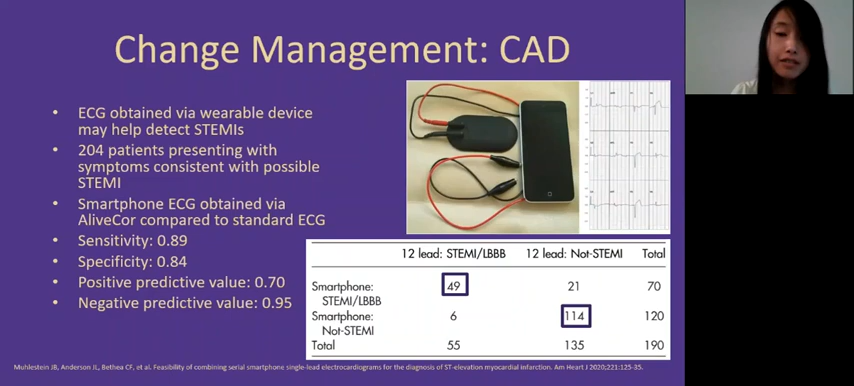 Change Management: CAD
• ECG obtained via wearable device
may help detect STEMIs
• 204 patients presenting with
symptoms consistent with possible
STEMI
• Smartphone ECG obtained via
AliveCor compared to standard ECG
• Sensitivity: 0.89
• Specificity: 0.84
• Positive predictive value: 0.70
• Negative predictive value: 0.95
12 lead: STEMI/LBBB 12 lead: Not-STEMI Total
Smartphone: 49 21 70
STEMI/LBBB
Smartphone: 6 114 120
Not-STEMI
Total 55 135 190
Muhlestein JB, Anderson JL, Bethea CF, et al. Feasibility of combining serial smartphone single-lead electrocardiograms for the diagnosis of ST-elevation myocardial infarction. Am Heart J 2020;221:125-35.